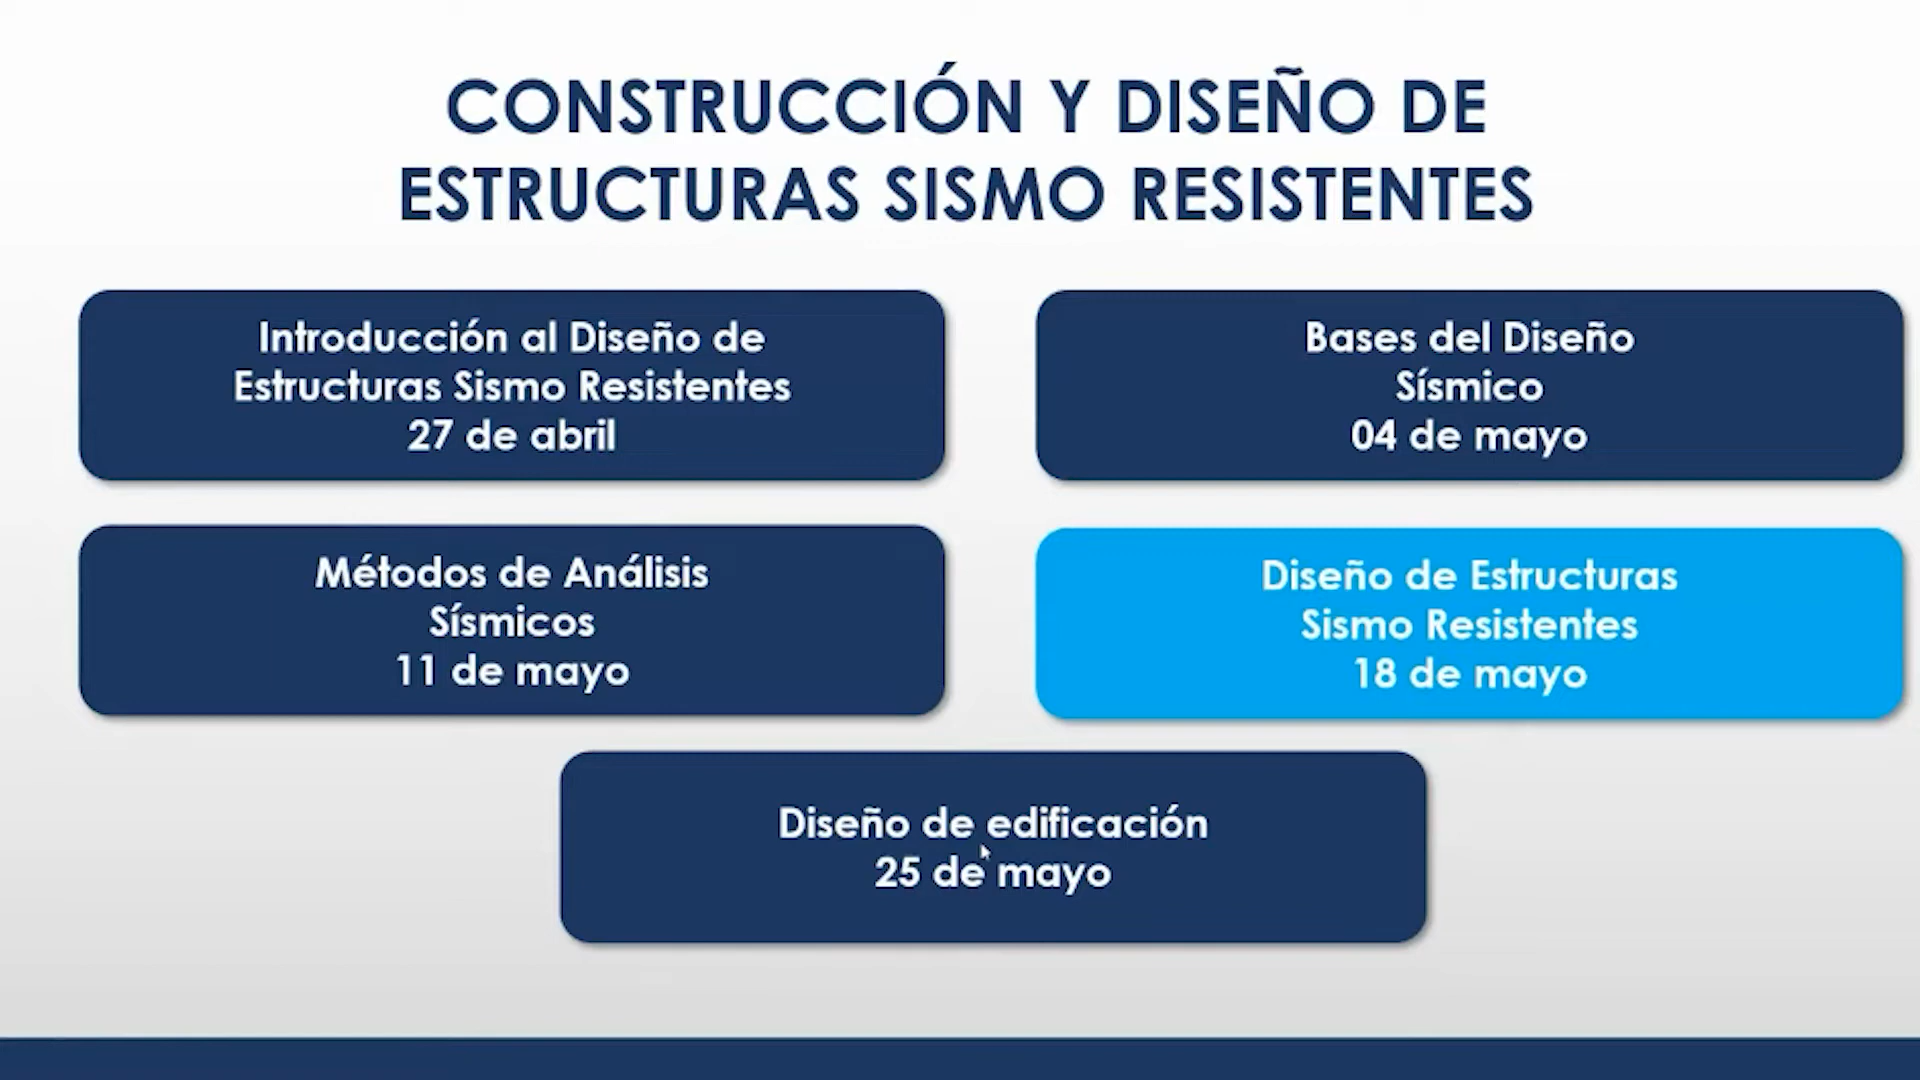 CONSTRUCCIÓN Y DISEÑO DE
ESTRUCTURAS SISMO RESISTENTES
Introducción al Diseño de
Estructuras Sismo Resistentes
27 de abril
Bases del Diseño
Sísmico
04 de mayo
Métodos de Análisis
Sísmicos
11 de mayo
Diseño de Estructuras
Sismo Resistentes
18 de mayo
Diseño de edificación
25 de mayo